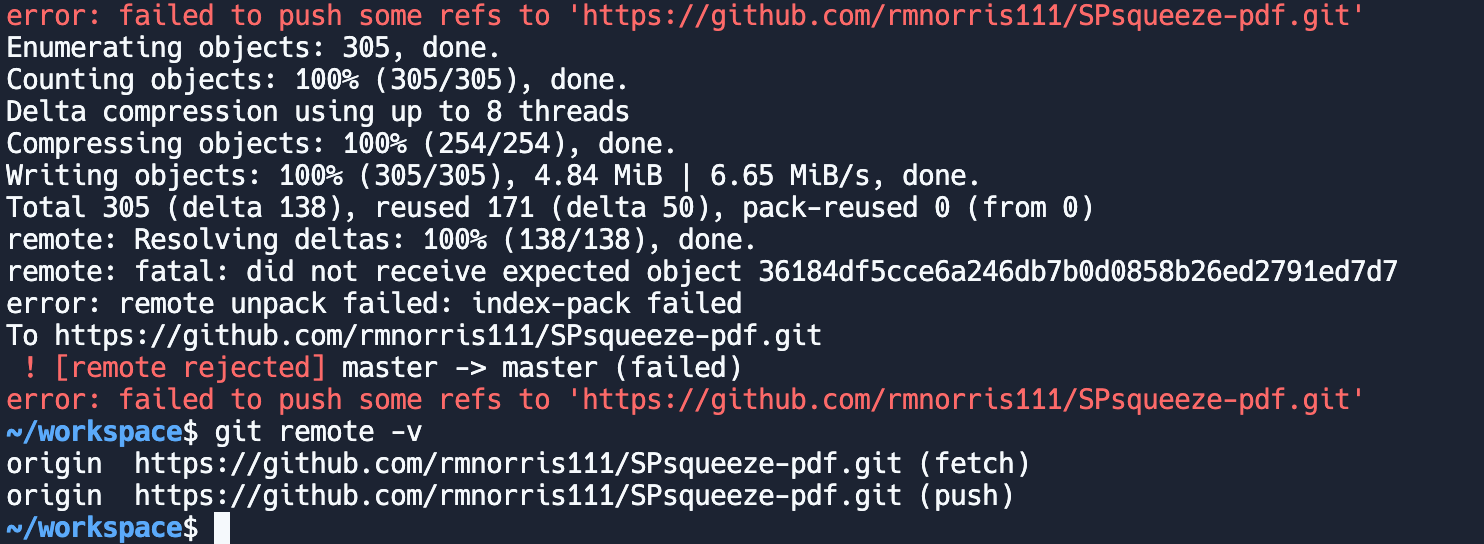 error: failed to push some refs to 'https://github.com/rmnorris111/SPsqueeze-pdf.git'
Enumerating objects: 305, done.
Counting objects: 100% (305/305), done.
Delta compression using up to 8 threads
Compressing objects: 100% (254/254), done.
Writing objects: 100% (305/305), 4.84 MiB | 6.65 MiB/s, done.
Total 305 (delta 138), reused 171 (delta 50), pack-reused 0 (from 0)
remote: Resolving deltas: 100% (138/138), done.
remote: fatal: did not receive expected object 36184df5cce6a246db7b0d0858b26ed2791ed7d7
error: remote unpack failed: index-pack failed
To https://github.com/rmnorris111/SPsqueeze-pdf.git
 ! [remote rejected] master -> master (failed)
error: failed to push some refs to 'https://github.com/rmnorris111/SPsqueeze-pdf.git'
~/workspace$ git remote -v
origin  https://github.com/rmnorris111/SPsqueeze-pdf.git (fetch)
origin  https://github.com/rmnorris111/SPsqueeze-pdf.git (push)
~/workspace$